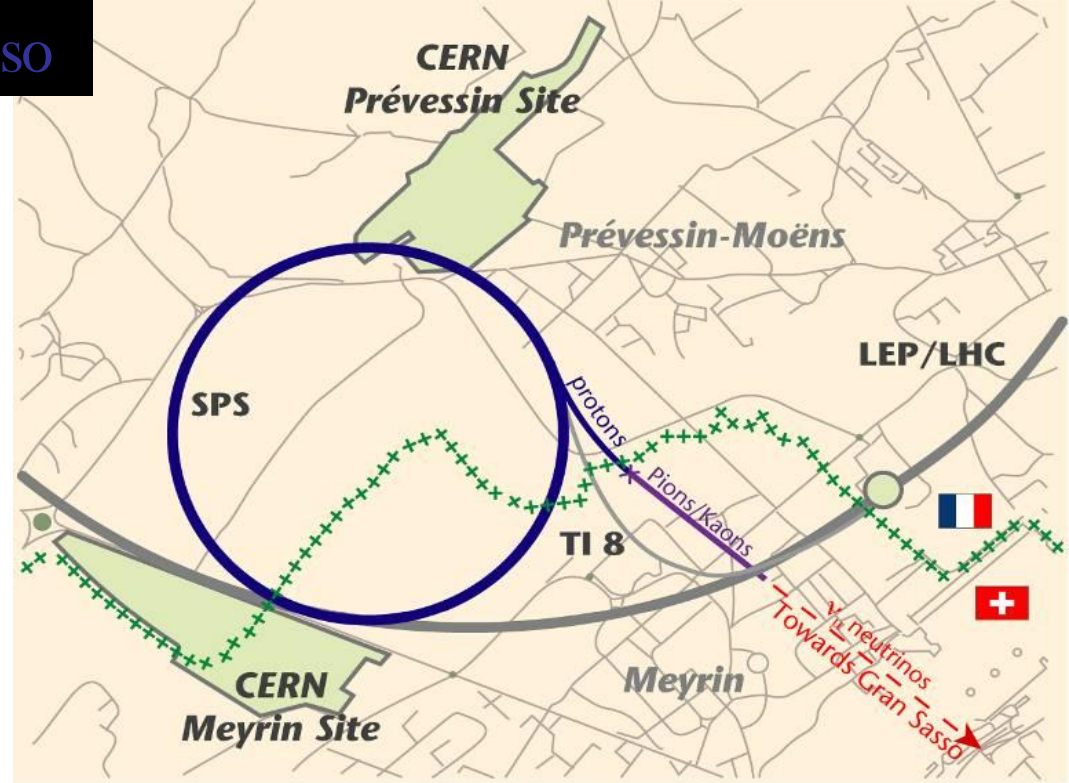 SO
CERN
Prévessin Site
Prévessin-Moëns
LEP/LHC
SPS
protons
Pions/Kaons
TI 8
νμ neutrinos
Towards Gran Sasso
Meyrin
CERN
Meyrin Site